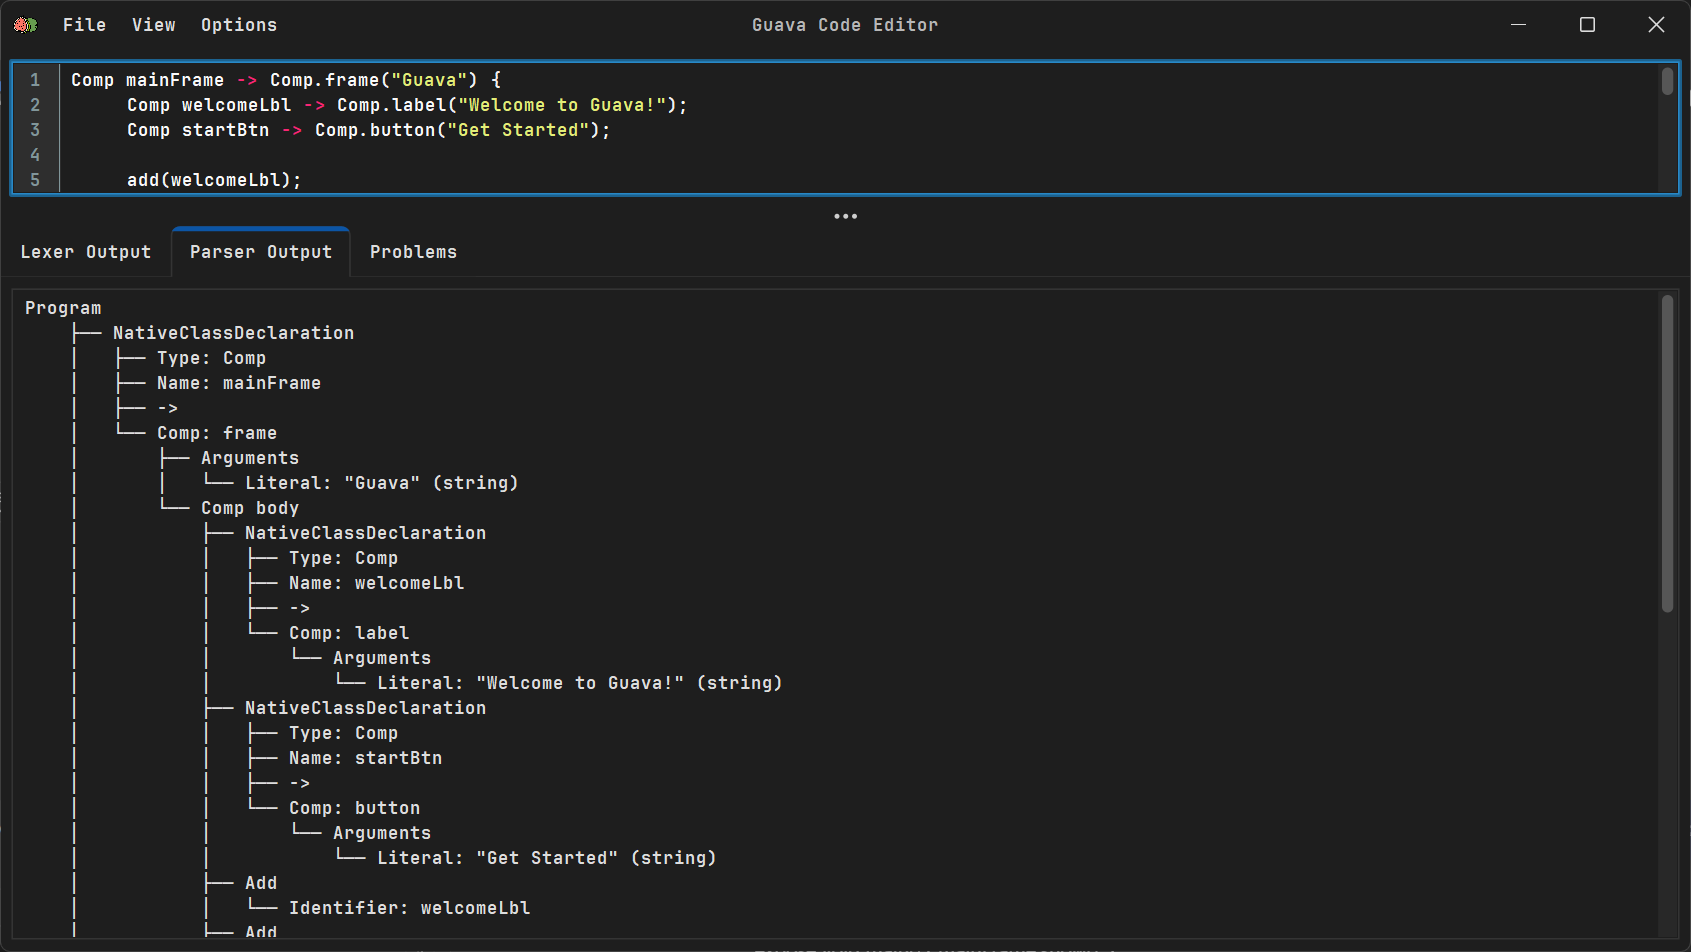 File View Options Guava Code Editor
1 Comp mainFrame -> Comp.frame("Guava") {
2 Comp welcomeLbl -> Comp.label("Welcome to Guava!");
3 Comp startBtn -> Comp.button("Get Started");
4
5 add(welcomeLbl);
Lexer Output Parser Output Problems
Program
├── NativeClassDeclaration
│   ├── Type: Comp
│   ├── Name: mainFrame
│   ├── ->
│   └── Comp: frame
│       ├── Arguments
│       │   └── Literal: "Guava" (string)
│       └── Comp body
│           ├── NativeClassDeclaration
│           │   ├── Type: Comp
│           │   ├── Name: welcomeLbl
│           │   ├── ->
│           │   └── Comp: label
│           │       └── Arguments
│           │           └── Literal: "Welcome to Guava!" (string)
│           ├── NativeClassDeclaration
│           │   ├── Type: Comp
│           │   ├── Name: startBtn
│           │   ├── ->
│           │   └── Comp: button
│           │       └── Arguments
│           │           └── Literal: "Get Started" (string)
│           ├── Add
│           │   └── Identifier: welcomeLbl
│           ├── Add